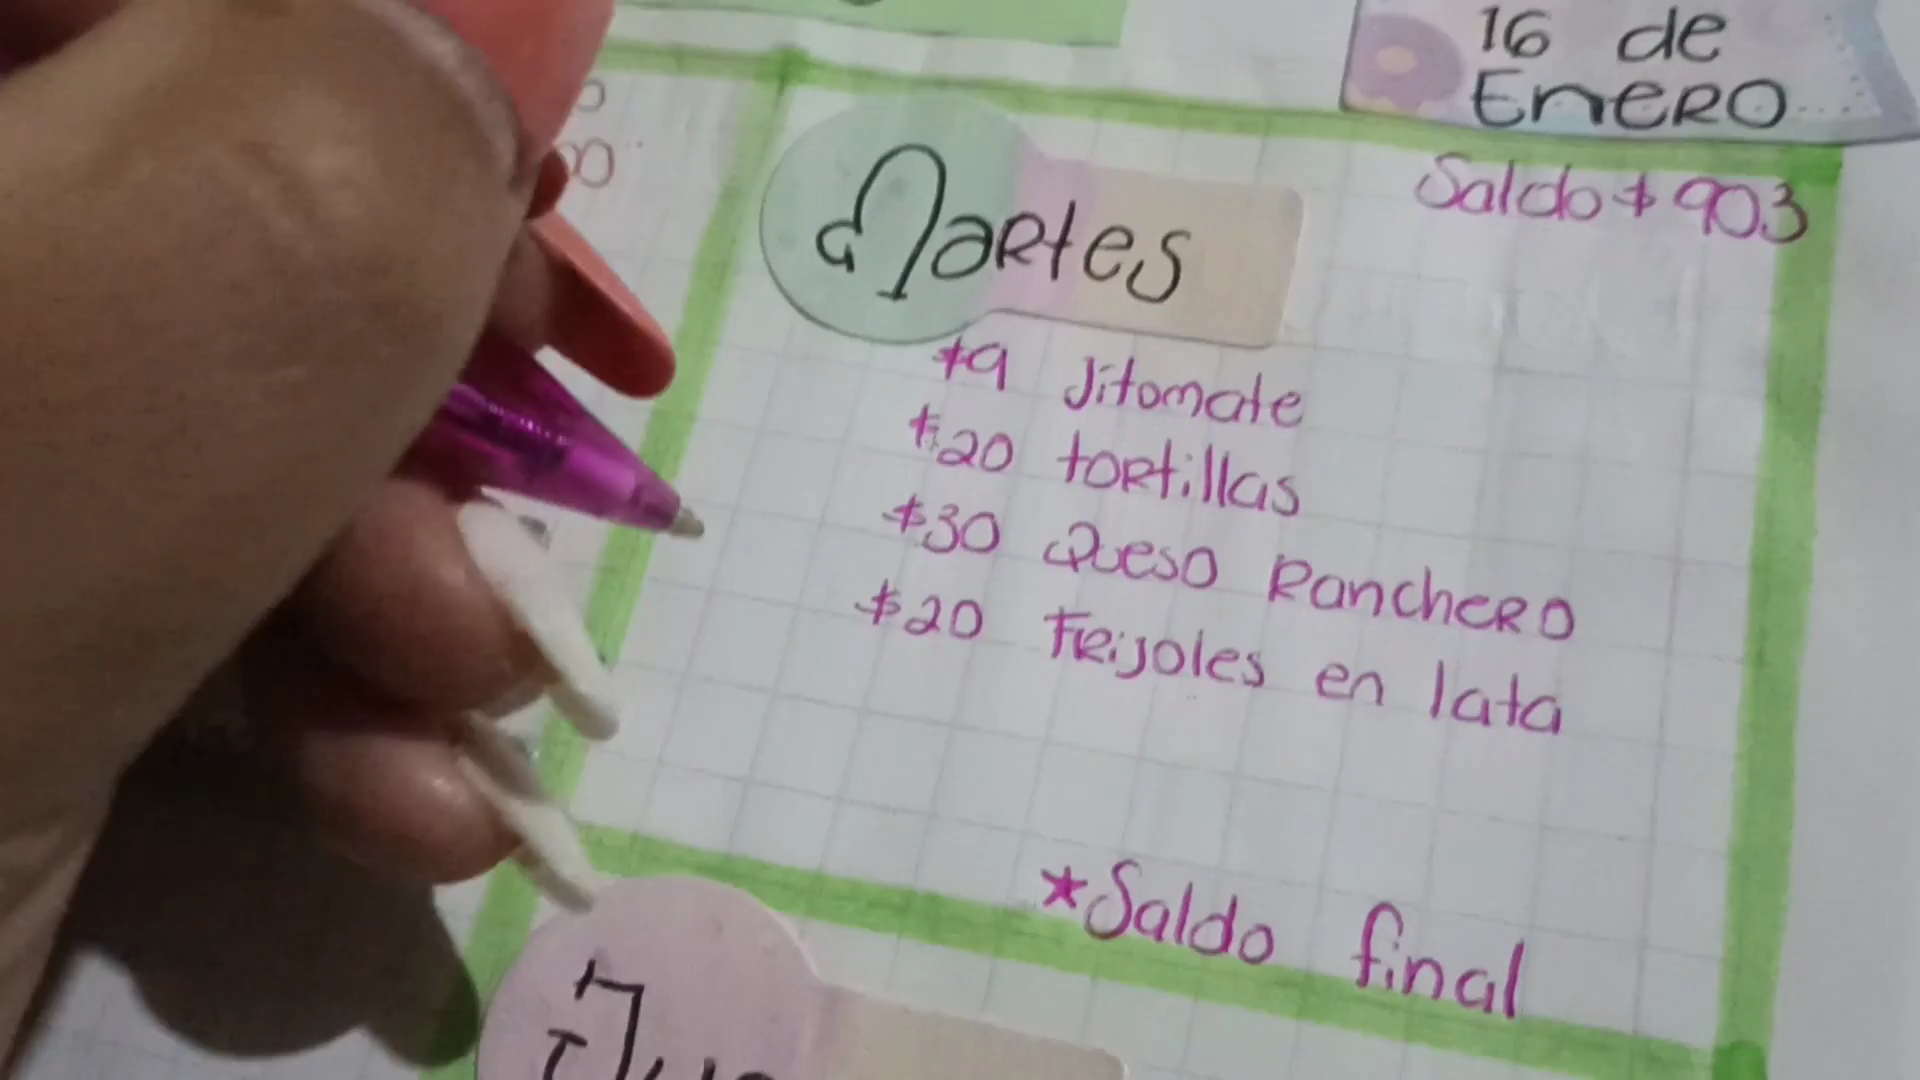 16 de
Enero
Saldo $903
Martes
$9 Jitomate
$20 tortillas
$30 Queso Ranchero
$20 Frijoles en lata
*Saldo final